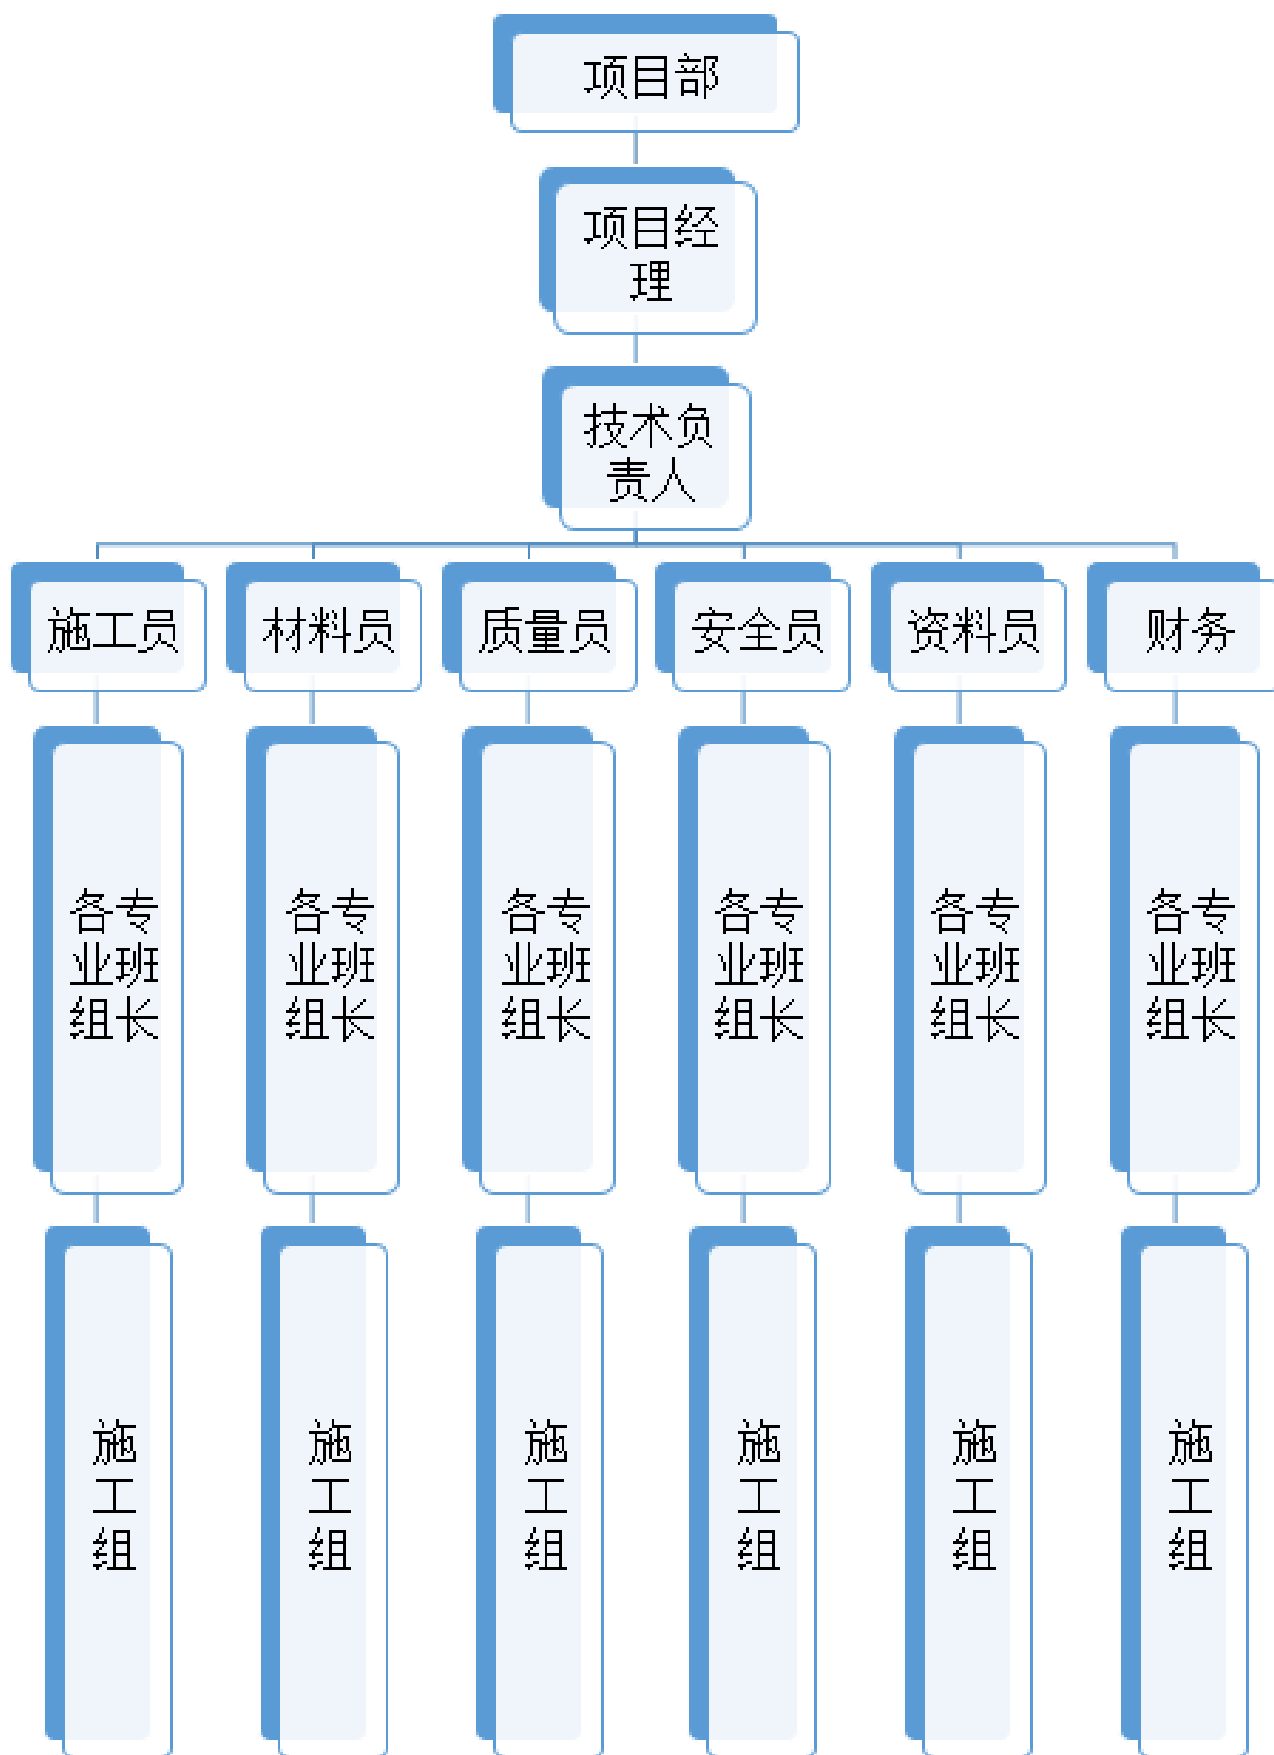 项目部
项目经
理
技术负
责人
施工员
材料员
质量员
安全员
资料员
财务
各专
业班
组长
各专
业班
组长
各专
业班
组长
各专
业班
组长
各专
业班
组长
各专
业班
组长
施
工
组
施
工
组
施
工
组
施
工
组
施
工
组
施
工
组